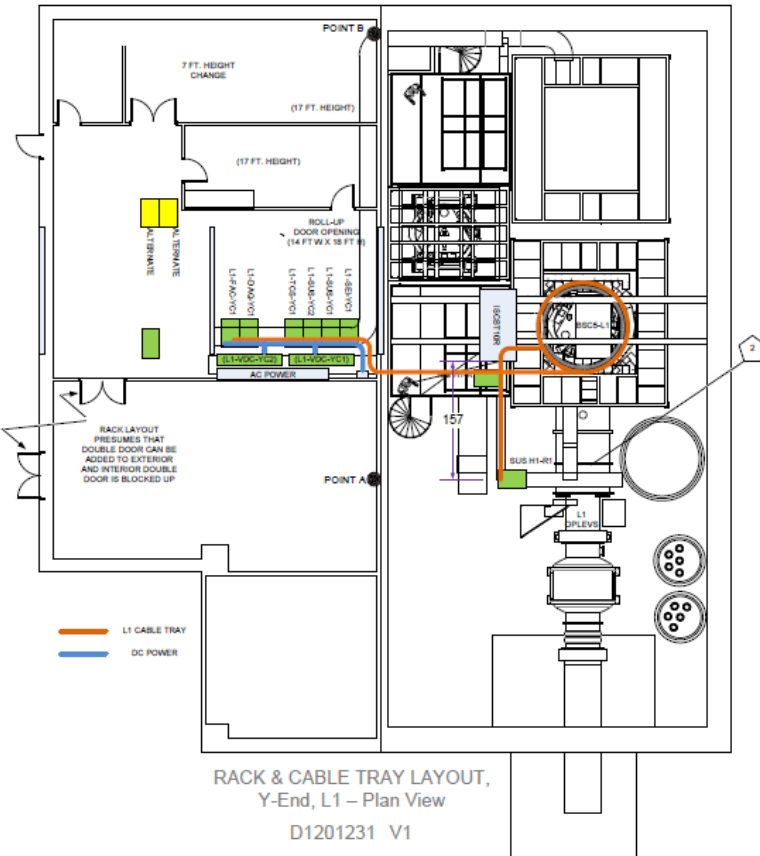 POINT B
7 FT. HEIGHT
CHANGE
(17 FT. HEIGHT)
(17 FT. HEIGHT)
ROLL-UP
DOOR OPENING
(14 FT W X 18 FT H)
ALTERNATE
ALTERNATE
L1-FAC-YC1
L1-DAQ-YC1
L1-TCS-YC1
L1-SUS-YC2
L1-SUS-YC1
L1-SEI-YC1
(L1-VDC-YC2)
(L1-VDC-YC1)
AC POWER
ISCBT10R
BSC5-L1
2
157
RACK LAYOUT
PRESUMES THAT
DOUBLE DOOR CAN BE
ADDED TO EXTERIOR
AND INTERIOR DOUBLE
DOOR IS BLOCKED UP
POINT A
SUS H1-R1
L1
OPLEVS
L1 CABLE TRAY
DC POWER
RACK & CABLE TRAY LAYOUT,
Y-End, L1 – Plan View
D1201231 V1